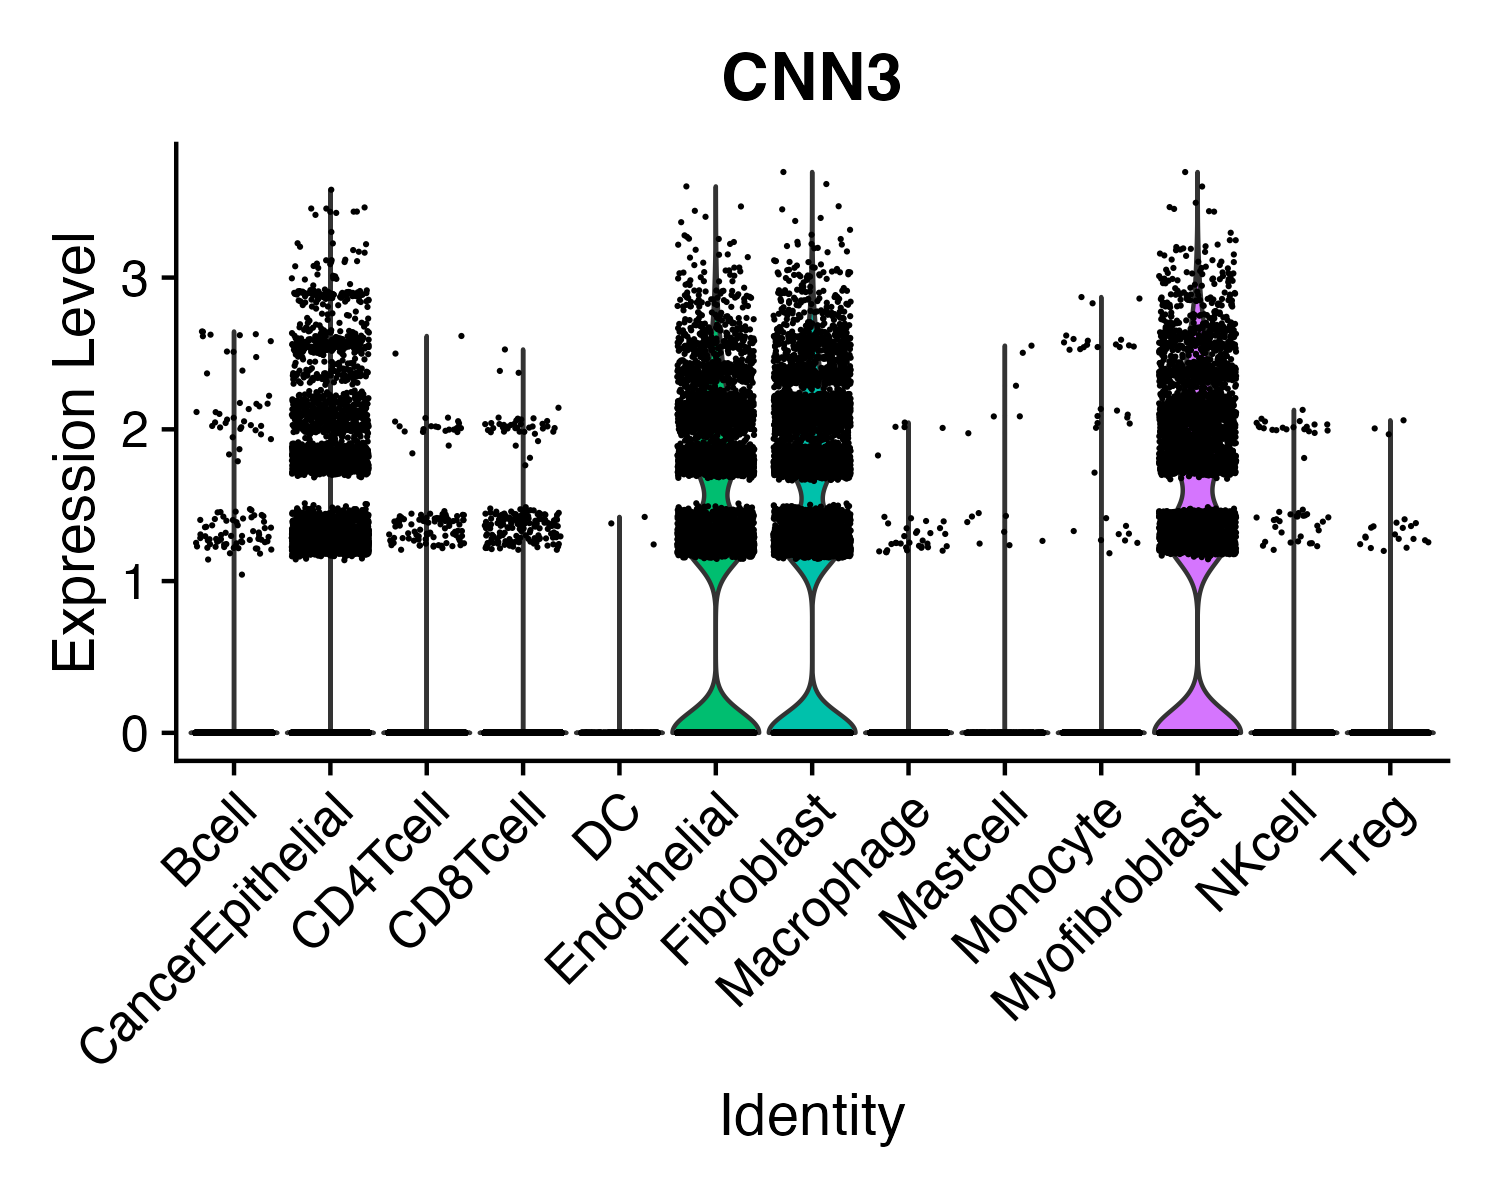 CNN3
Expression Level
3
2
1
0
Bcell
CancerEpithelial
CD4Tcell
CD8Tcell
DC
Endothelial
Fibroblast
Macrophage
Mastcell
Monocyte
Myofibroblast
NKcell
Treg
Identity